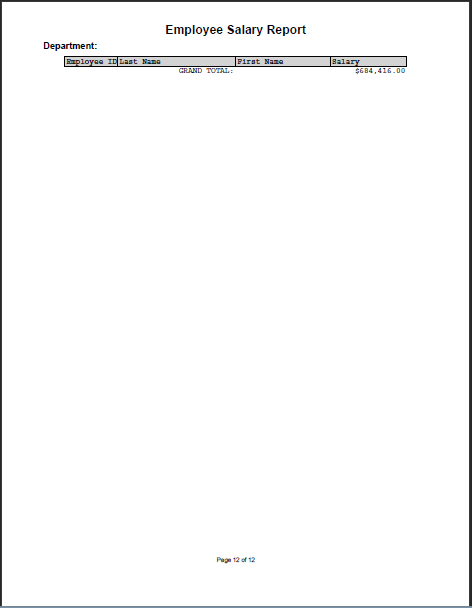 Employee Salary Report
Department:
Employee ID Last Name First Name Salary
GRAND TOTAL: $684,416.00
Page 12 of 12